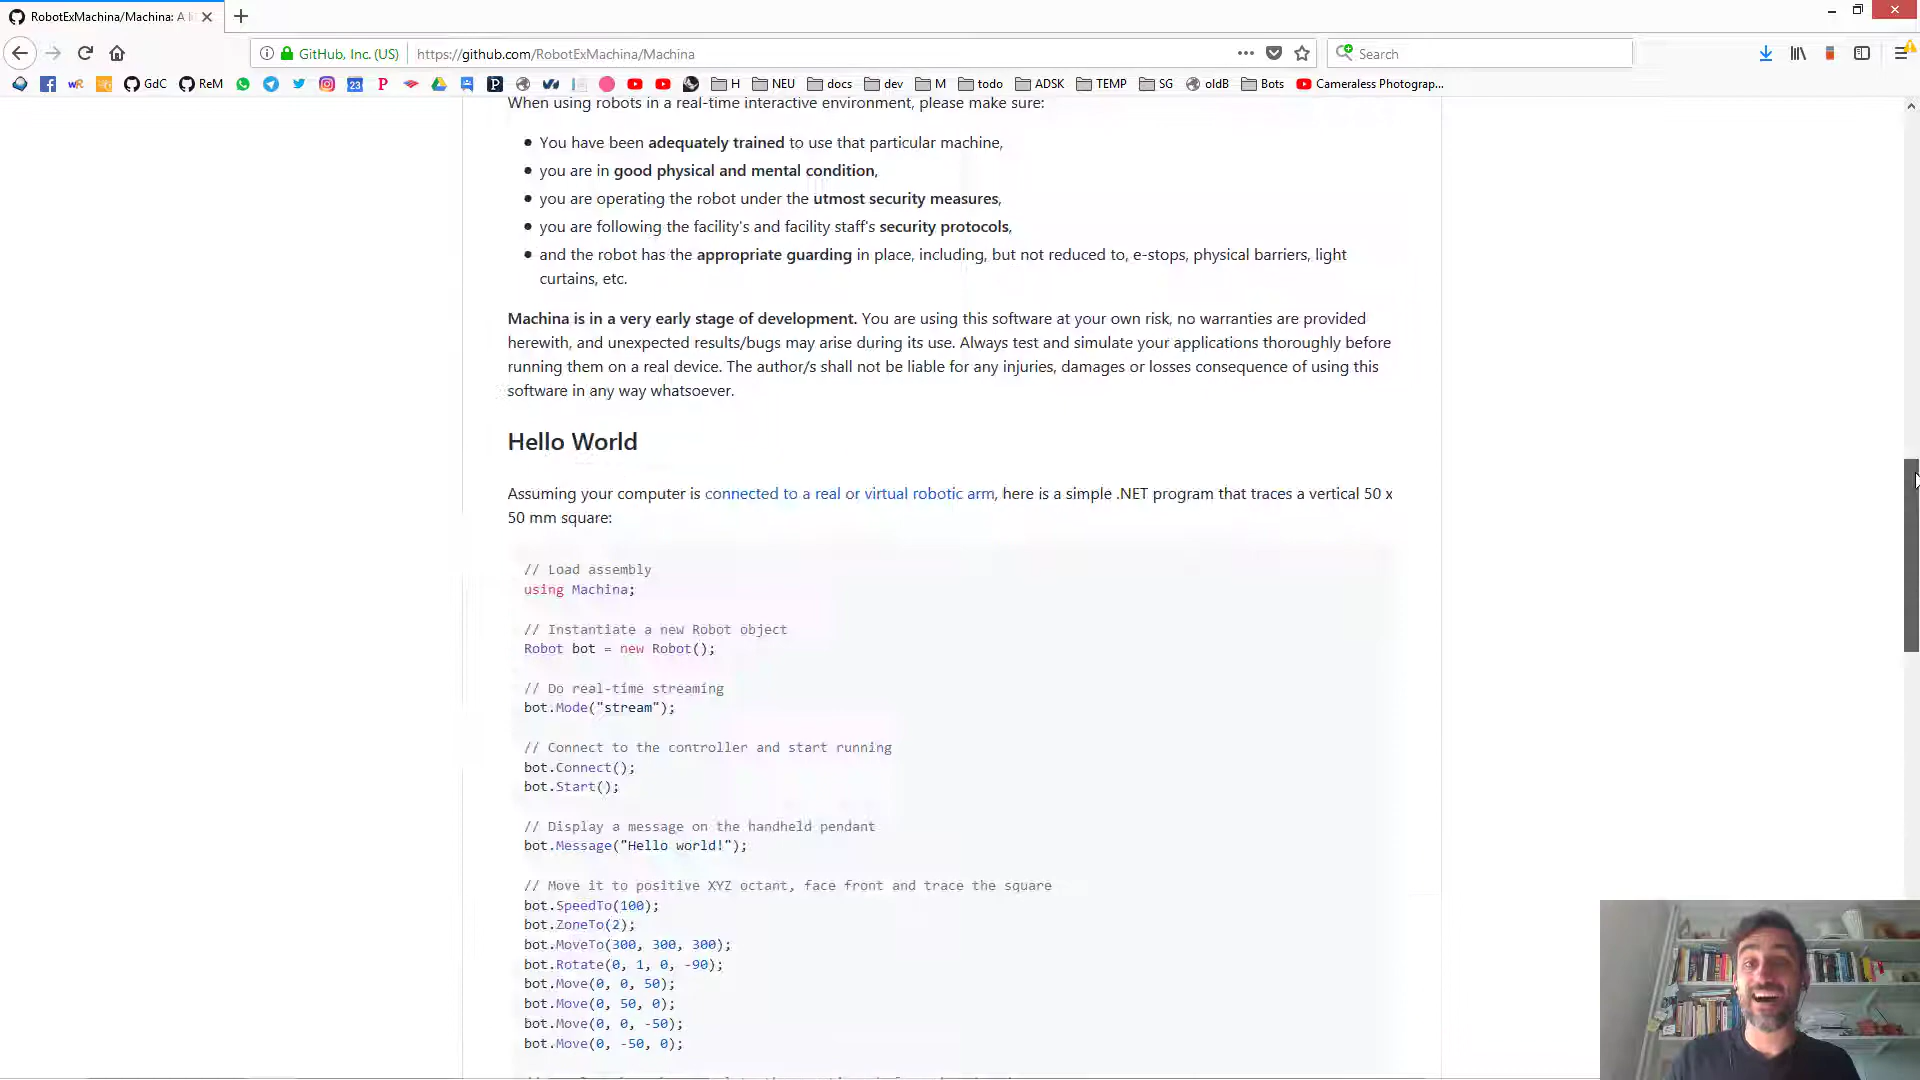 RobotExMachina/Machina: A li
GitHub, Inc. (US)
https://github.com/RobotExMachina/Machina
Search
GdC
ReM
23
H
NEU
docs
dev
M
todo
ADSK
TEMP
SG
oldB
Bots
Cameraless Photograp...
When using robots in a real-time interactive environment, please make sure:
You have been adequately trained to use that particular machine,
you are in good physical and mental condition,
you are operating the robot under the utmost security measures,
you are following the facility's and facility staff's security protocols,
and the robot has the appropriate guarding in place, including, but not reduced to, e-stops, physical barriers, light
curtains, etc.
Machina is in a very early stage of development. You are using this software at your own risk, no warranties are provided
herewith, and unexpected results/bugs may arise during its use. Always test and simulate your applications thoroughly before
running them on a real device. The author/s shall not be liable for any injuries, damages or losses consequence of using this
software in any way whatsoever.
Hello World
Assuming your computer is connected to a real or virtual robotic arm, here is a simple .NET program that traces a vertical 50 x
50 mm square:
// Load assembly
using Machina;
// Instantiate a new Robot object
Robot bot = new Robot();
// Do real-time streaming
bot.Mode("stream");
// Connect to the controller and start running
bot.Connect();
bot.Start();
// Display a message on the handheld pendant
bot.Message("Hello world!");
// Move it to positive XYZ octant, face front and trace the square
bot.SpeedTo(100);
bot.ZoneTo(2);
bot.MoveTo(300, 300, 300);
bot.Rotate(0, 1, 0, -90);
bot.Move(0, 0, 50);
bot.Move(0, 50, 0);
bot.Move(0, 0, -50);
bot.Move(0, -50, 0);